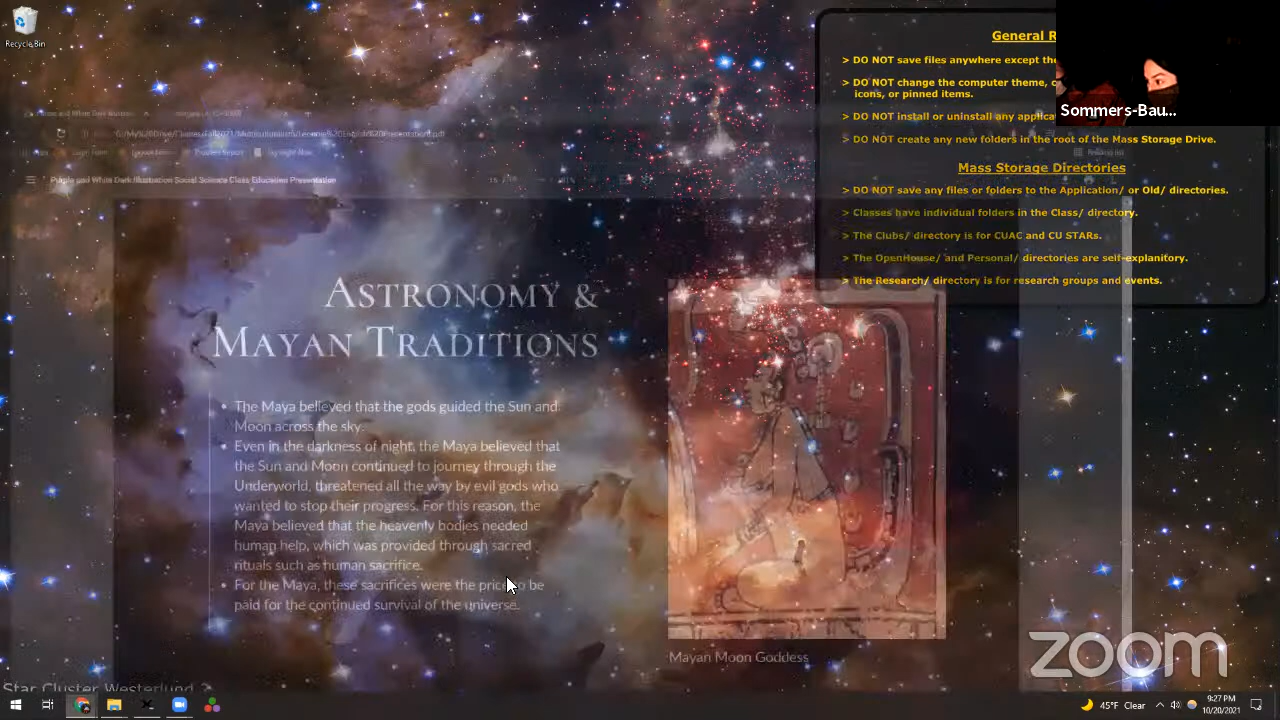 Recycle Bin
General R
> DO NOT save files anywhere except the
> DO NOT change the computer theme, c
icons, or pinned items.
> DO NOT install or uninstall any applica
> DO NOT create any new folders in the root of the Mass Storage Drive.
Mass Storage Directories
> DO NOT save any files or folders to the Application/ or Old/ directories.
> Classes have individual folders in the Class/ directory.
> The Clubs/ directory is for CUAC and CU STARs.
> The OpenHouse/ and Personal/ directories are self-explanitory.
> The Research/ directory is for research groups and events.
Sommers-Bau...
Purple and White Dark Illustration Social Science Class Education Presentation
ASTRONOMY &
MAYAN TRADITIONS
• The Maya believed that the gods guided the Sun and
Moon across the sky.
• Even in the darkness of night, the Maya believed that
the Sun and Moon continued to journey through the
Underworld, threatened all the way by evil gods who
wanted to stop their progress. For this reason, the
Maya believed that the heavenly bodies needed
human help, which was provided through sacred
rituals such as human sacrifice.
• For the Maya, these sacrifices were the price to be
paid for the continued survival of the universe.
Mayan Moon Goddess
zoom
Star Cluster Westerlund 2
45°F Clear
9:27 PM
10/20/2021